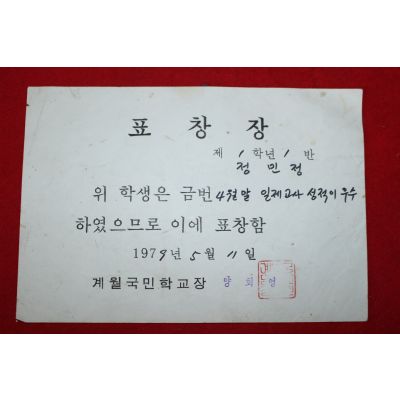 표 창 장
제 1 학년 1 반
정 민 정
위 학생은 금번 4월말 일제고사 성적이 우수
하였으므로 이에 표창함
1979년 5월 11일
계월국민학교장